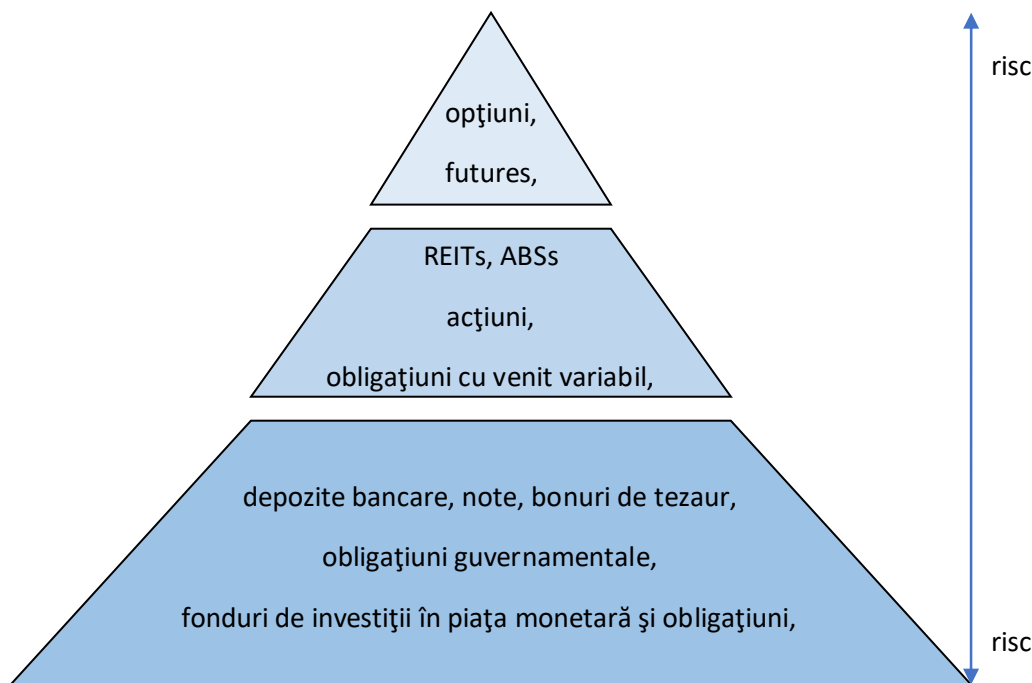 risc
opţiuni,
futures,
REITs, ABSs
acţiuni,
obligaţiuni cu venit variabil,
depozite bancare, note, bonuri de tezaur,
obligaţiuni guvernamentale,
fonduri de investiţii în piaţa monetară şi obligaţiuni,
risc